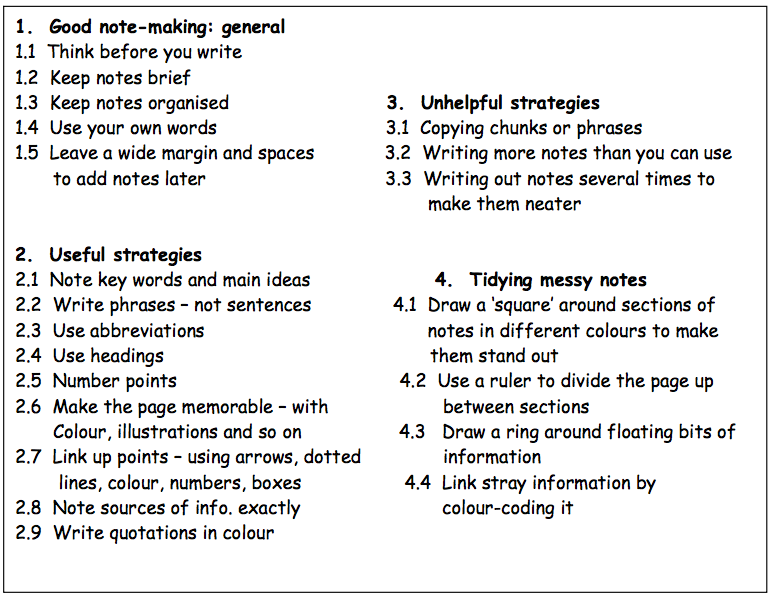 1. Good note-making: general
1.1 Think before you write
1.2 Keep notes brief
1.3 Keep notes organised
1.4 Use your own words
1.5 Leave a wide margin and spaces
to add notes later
2. Useful strategies
2.1 Note key words and main ideas
2.2 Write phrases – not sentences
2.3 Use abbreviations
2.4 Use headings
2.5 Number points
2.6 Make the page memorable – with
Colour, illustrations and so on
2.7 Link up points – using arrows, dotted
lines, colour, numbers, boxes
2.8 Note sources of info. exactly
2.9 Write quotations in colour
3. Unhelpful strategies
3.1 Copying chunks or phrases
3.2 Writing more notes than you can use
3.3 Writing out notes several times to
make them neater
4. Tidying messy notes
4.1 Draw a ‘square’ around sections of
notes in different colours to make
them stand out
4.2 Use a ruler to divide the page up
between sections
4.3 Draw a ring around floating bits of
information
4.4 Link stray information by
colour-coding it